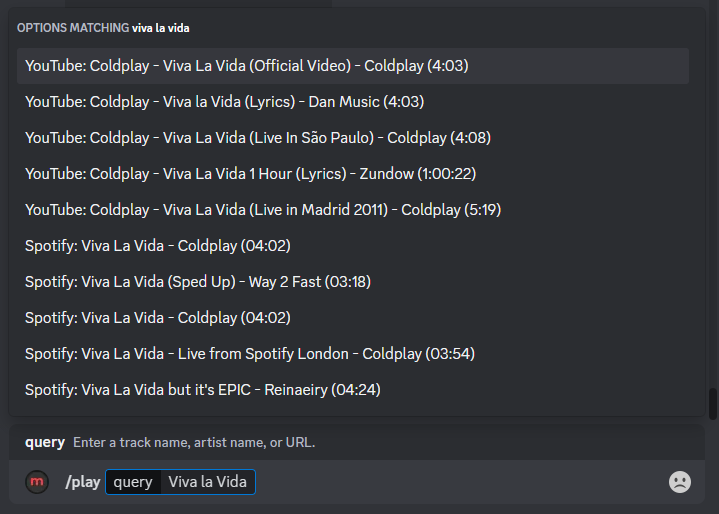 OPTIONS MATCHING viva la vida
YouTube: Coldplay - Viva La Vida (Official Video) - Coldplay (4:03)
YouTube: Coldplay - Viva la Vida (Lyrics) - Dan Music (4:03)
YouTube: Coldplay - Viva La Vida (Live In São Paulo) - Coldplay (4:08)
YouTube: Coldplay - Viva La Vida 1 Hour (Lyrics) - Zundow (1:00:22)
YouTube: Coldplay - Viva La Vida (Live in Madrid 2011) - Coldplay (5:19)
Spotify: Viva La Vida - Coldplay (04:02)
Spotify: Viva La Vida (Sped Up) - Way 2 Fast (03:18)
Spotify: Viva La Vida - Coldplay (04:02)
Spotify: Viva La Vida - Live from Spotify London - Coldplay (03:54)
Spotify: Viva La Vida but it's EPIC - Reinaeiry (04:24)
query Enter a track name, artist name, or URL.
m /play query Viva la Vida